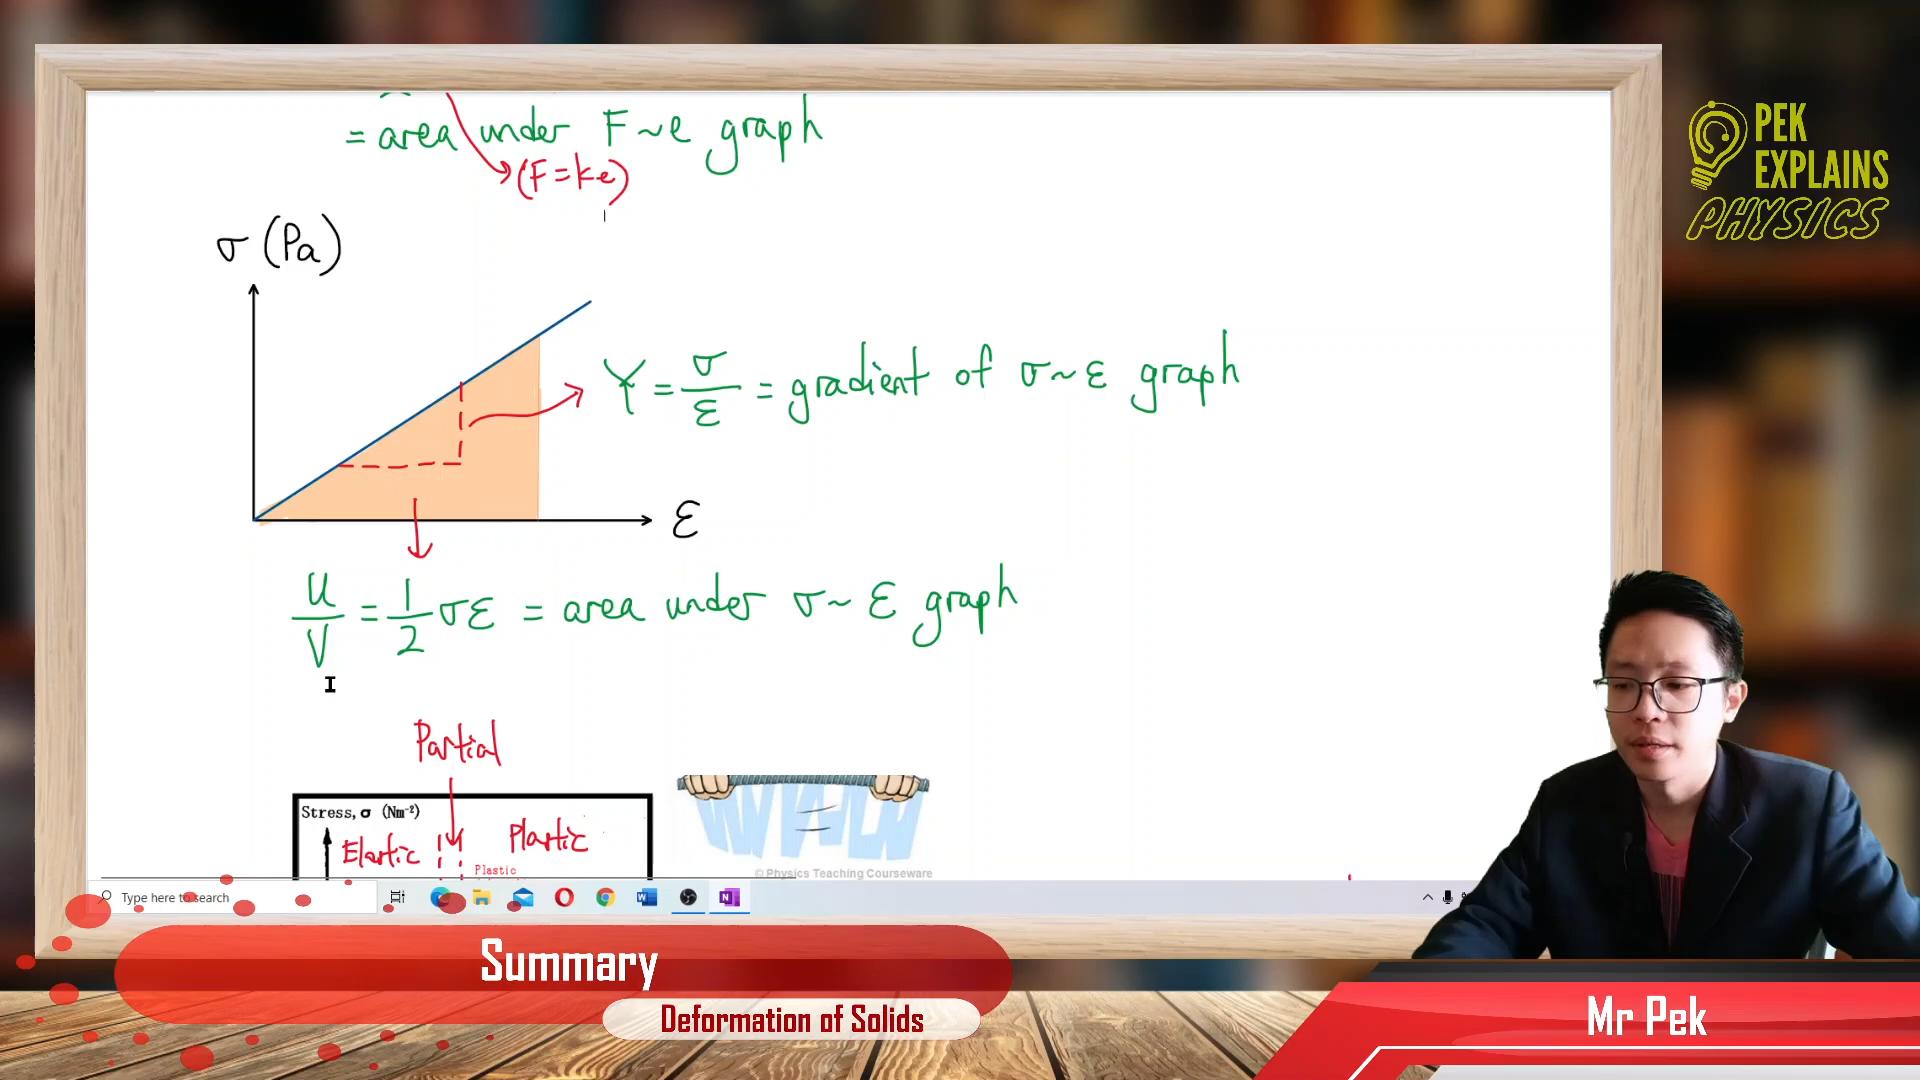 = area under F ~ e graph
(F = ke)
σ (Pa)
Y = σ/ε = gradient of σ ~ ε graph
ε
U/V = 1/2 σε = area under σ ~ ε graph
Partial
Stress, σ (Nm⁻²)
Elastic
Plastic
Plastic
© Physics Teaching Courseware
Type here to search
Summary
Deformation of Solids
Mr Pek
PEK
EXPLAINS
PHYSICS